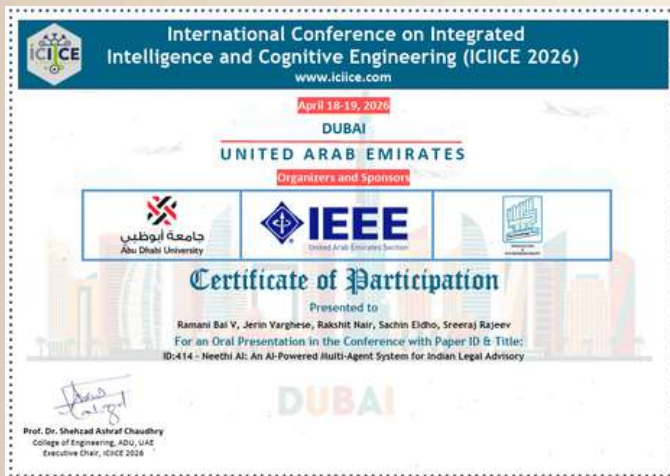 iCIICE
International Conference on Integrated
Intelligence and Cognitive Engineering (ICIICE 2026)
www.iciice.com
April 18-19, 2026
DUBAI
UNITED ARAB EMIRATES
Organizers and Sponsors
جامعة أبوظبي
Abu Dhabi University
IEEE
United Arab Emirates Section
Certificate of Participation
Presented to
Ramani Bai V, Jerin Varghese, Rakshit Nair, Sachin Eldho, Sreeraj Rajeev
For an Oral Presentation in the Conference with Paper ID & Title:
ID:414 - Neethi AI: An AI-Powered Multi-Agent System for Indian Legal Advisory
DUBAI
Prof. Dr. Shehzad Ashraf Chaudhry
College of Engineering, ADU, UAE
Executive Chair, ICIICE 2026